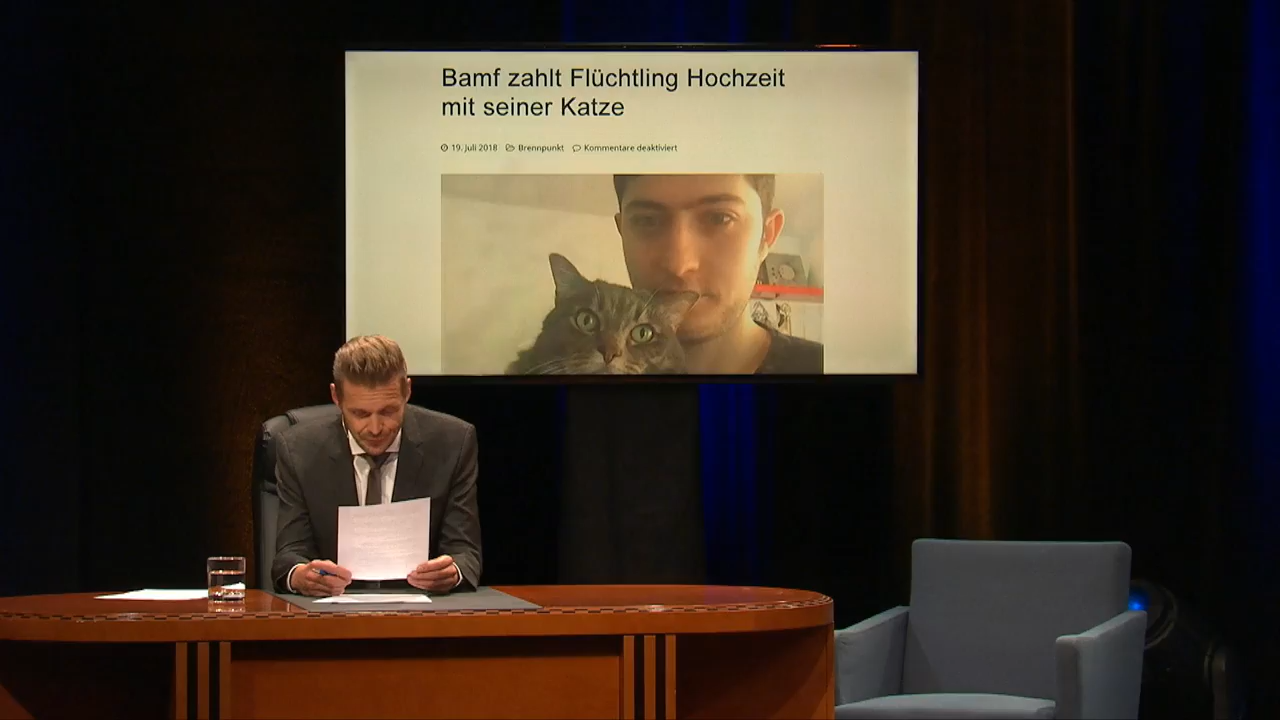 Bamf zahlt Flüchtling Hochzeit
mit seiner Katze
19. Juli 2018 Brennpunkt Kommentare deaktiviert